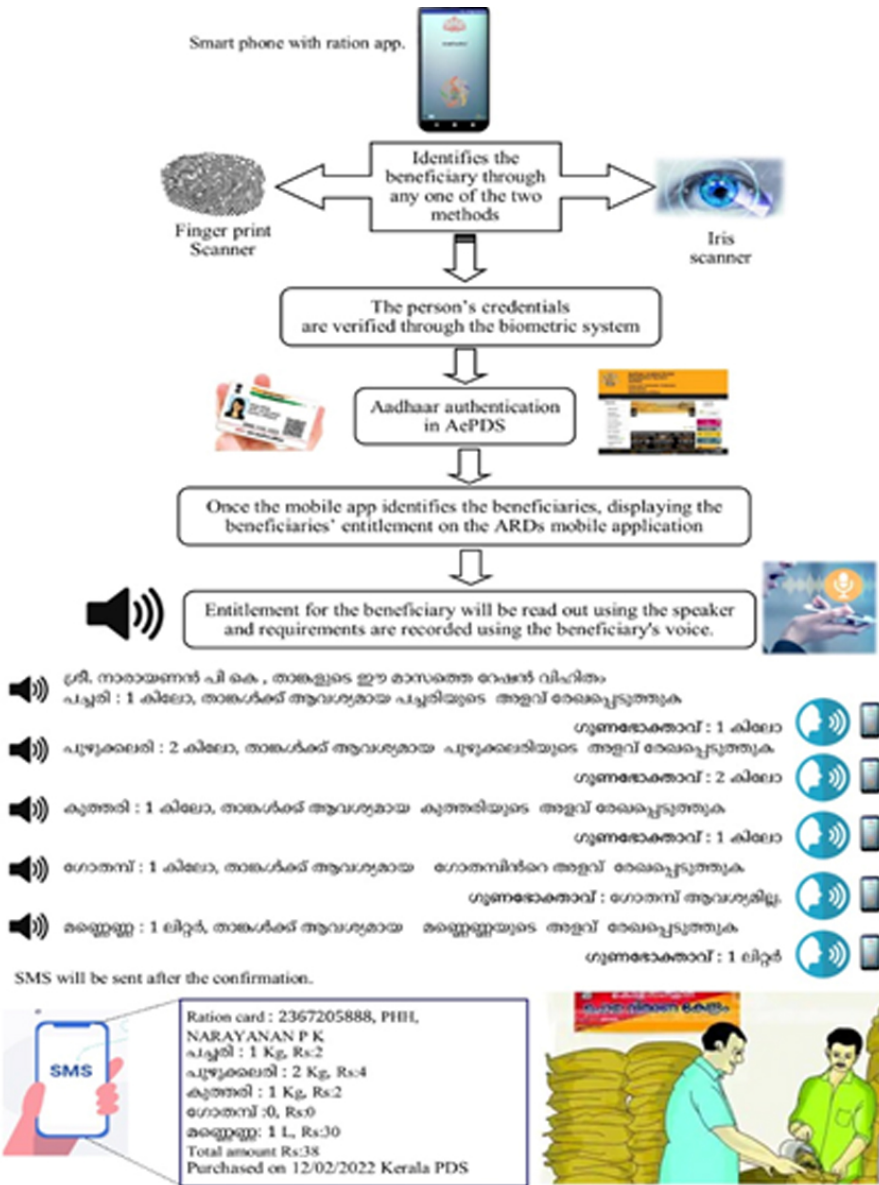 Smart phone with ration app.
Identifies the
beneficiary through
any one of the two
methods
Finger print
Scanner
Iris
scanner
The person's credentials
are verified through the biometric system
Aadhaar authentication
in AePDS
Once the mobile app identifies the beneficiaries, displaying the
beneficiaries' entitlement on the ARDs mobile application
Entitlement for the beneficiary will be read out using the speaker
and requirements are recorded using the beneficiary's voice.
ശ്രീ. നാരായണൻ പി കെ , താങ്കളുടെ ഈ മാസത്തെ റേഷൻ വിഹിതം
പച്ചരി : 1 കിലോ, താങ്കൾക്ക് ആവശ്യമായ പച്ചരിയുടെ അളവ് രേഖപ്പെടുത്തുക
ഗുണഭോക്താവ് : 1 കിലോ
പുഴുക്കലരി : 2 കിലോ, താങ്കൾക്ക് ആവശ്യമായ പുഴുക്കലരിയുടെ അളവ് രേഖപ്പെടുത്തുക
ഗുണഭോക്താവ് : 2 കിലോ
കുത്തരി : 1 കിലോ, താങ്കൾക്ക് ആവശ്യമായ കുത്തരിയുടെ അളവ് രേഖപ്പെടുത്തുക
ഗുണഭോക്താവ് : 1 കിലോ
ഗോതമ്പ് : 1 കിലോ, താങ്കൾക്ക് ആവശ്യമായ ഗോതമ്പിൻറെ അളവ് രേഖപ്പെടുത്തുക
ഗുണഭോക്താവ് : ഗോതമ്പ് ആവശ്യമില്ല.
മണ്ണെണ്ണ : 1 ലിറ്റർ, താങ്കൾക്ക് ആവശ്യമായ മണ്ണെണ്ണയുടെ അളവ് രേഖപ്പെടുത്തുക
ഗുണഭോക്താവ് : 1 ലിറ്റർ
SMS will be sent after the confirmation.
SMS
Ration card : 2367205888, PHH,
NARAYANAN P K
പച്ചരി : 1 Kg, Rs:2
പുഴുക്കലരി : 2 Kg, Rs:4
കുത്തരി : 1 Kg, Rs:2
ഗോതമ്പ് :0, Rs:0
മണ്ണെണ്ണ: 1 L, Rs:30
Total amount Rs:38
Purchased on 12/02/2022 Kerala PDS
വിതരണ കേന്ദ്രം